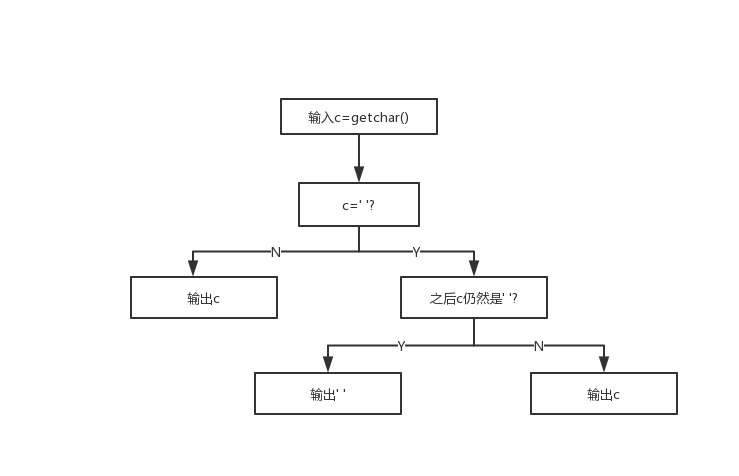 输入c=getchar()
c=' '?
N
Y
输出c
之后c仍然是' '?
Y
N
输出' '
输出c